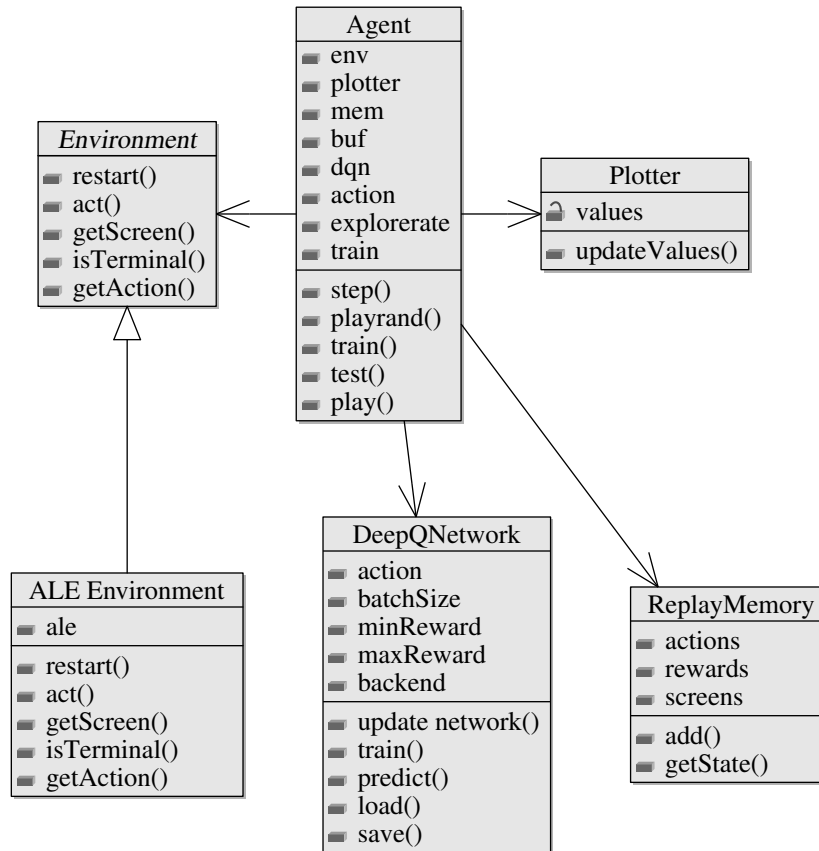 Agent
env
plotter
mem
buf
dqn
action
explorerate
train
step()
playrand()
train()
test()
play()
Environment
restart()
act()
getScreen()
isTerminal()
getAction()
Plotter
values
updateValues()
ALE Environment
ale
restart()
act()
getScreen()
isTerminal()
getAction()
DeepQNetwork
action
batchSize
minReward
maxReward
backend
update network()
train()
predict()
load()
save()
ReplayMemory
actions
rewards
screens
add()
getState()